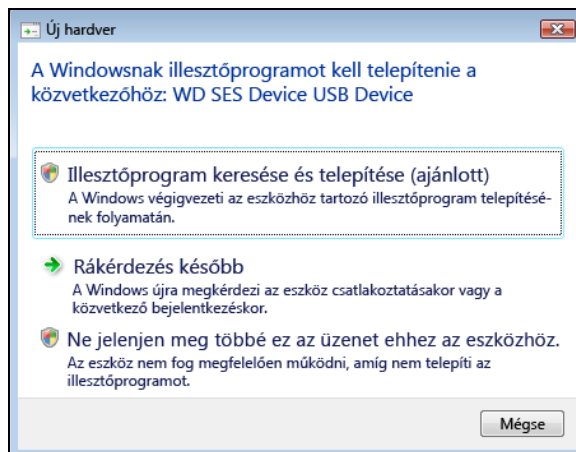 Új hardver
A Windowsnak illesztőprogramot kell telepítenie a
közvetkezőhöz: WD SES Device USB Device
Illesztőprogram keresése és telepítése (ajánlott)
A Windows végigvezeti az eszközhöz tartozó illesztőprogram telepítésé-
nek folyamatán.
Rákérdezés később
A Windows újra megkérdezi az eszköz csatlakoztatásakor vagy a
közvetkező bejelentkezéskor.
Ne jelenjen meg többé ez az üzenet ehhez az eszközhöz.
Az eszköz nem fog megfelelően működni, amíg nem telepíti az
illesztőprogramot.
Mégse